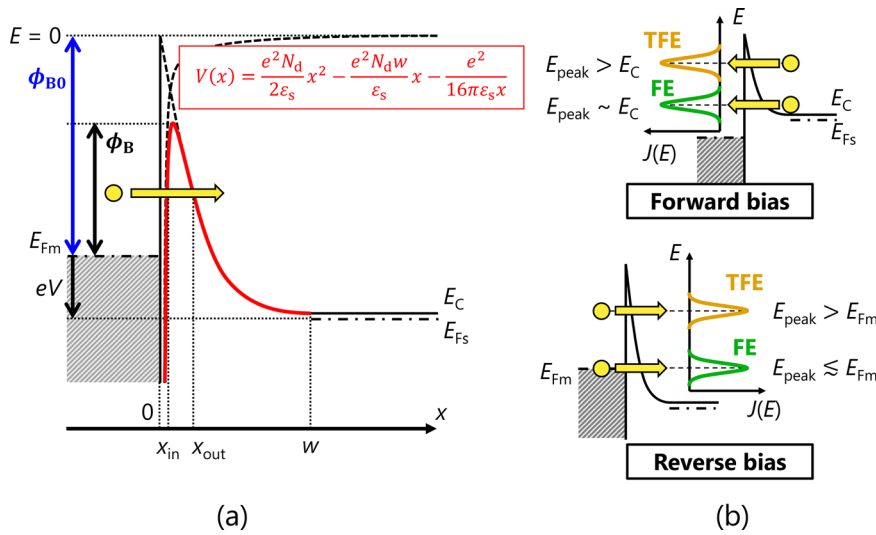 E = 0
ϕB0
V(x) = e²Nd/2εs x² − e²Ndw/εs x − e²/16πεsx
ϕB
EFm
eV
EC
EFs
0
x
xin
xout
w
(a)
E
TFE
Epeak > EC
FE
Epeak ~ EC
EC
EFs
J(E)
Forward bias
E
TFE
Epeak > EFm
FE
Epeak ≲ EFm
EFm
J(E)
Reverse bias
(b)